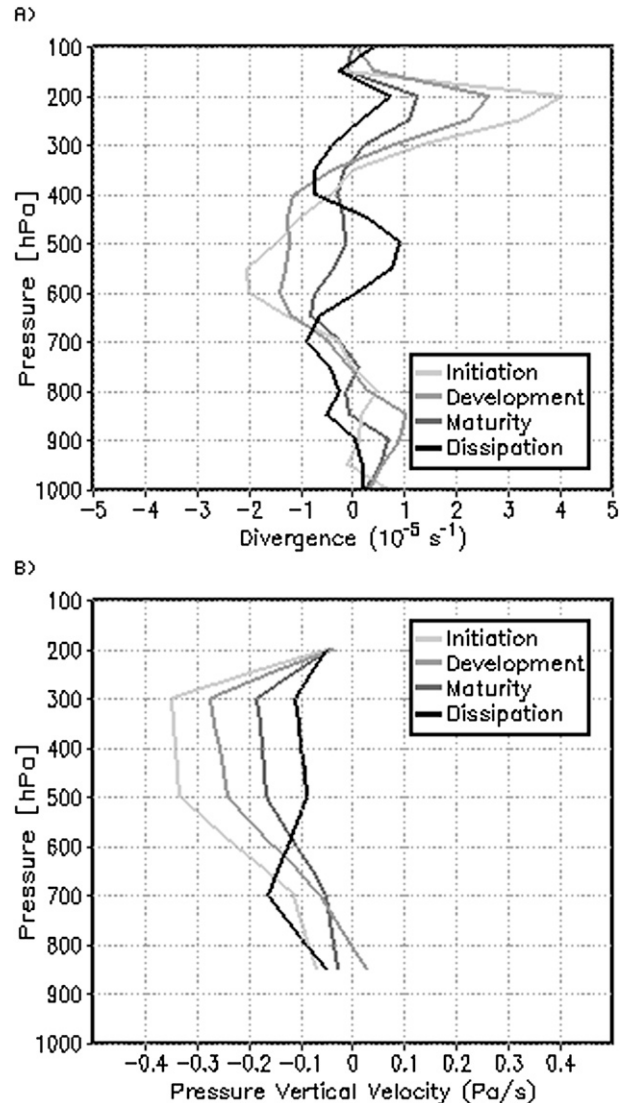 A)
100
200
300
400
500
600
700
800
900
1000
Pressure [hPa]
Initiation
Development
Maturity
Dissipation
-5 -4 -3 -2 -1 0 1 2 3 4 5
Divergence (10⁻⁵ s⁻¹)
B)
100
200
300
400
500
600
700
800
900
1000
Pressure [hPa]
Initiation
Development
Maturity
Dissipation
-0.4 -0.3 -0.2 -0.1 0 0.1 0.2 0.3 0.4
Pressure Vertical Velocity (Pa/s)